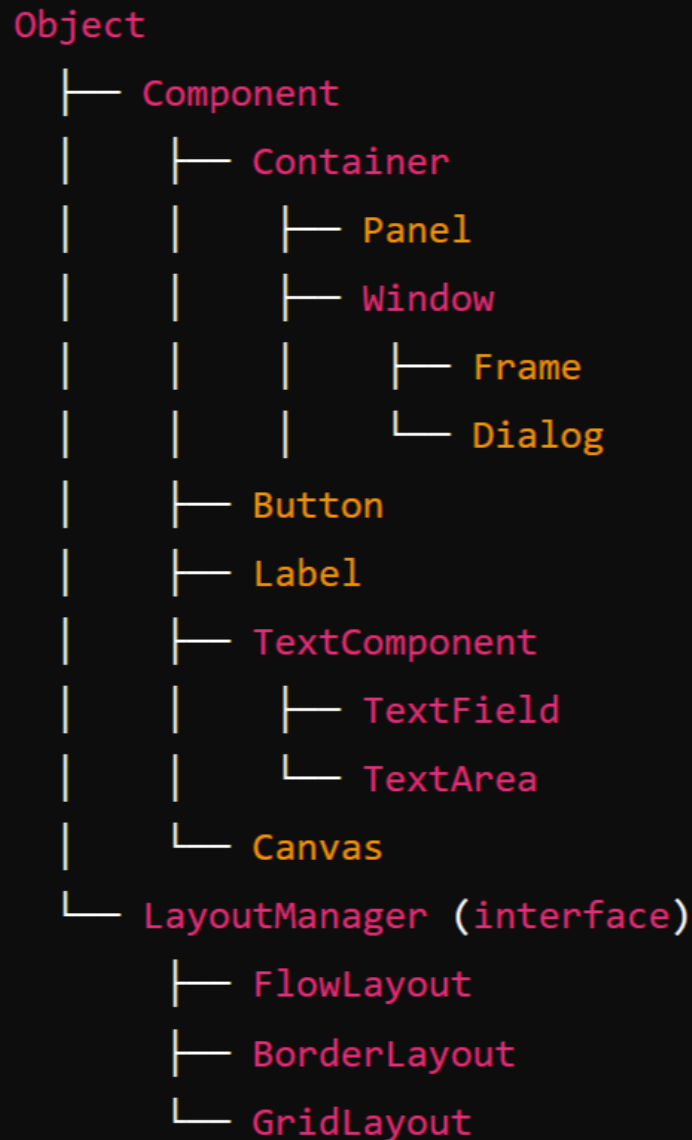 Object
├── Component
│   ├── Container
│   │   ├── Panel
│   │   ├── Window
│   │   │   ├── Frame
│   │   │   └── Dialog
│   ├── Button
│   ├── Label
│   ├── TextComponent
│   │   ├── TextField
│   │   └── TextArea
│   └── Canvas
└── LayoutManager (interface)
    ├── FlowLayout
    ├── BorderLayout
    └── GridLayout